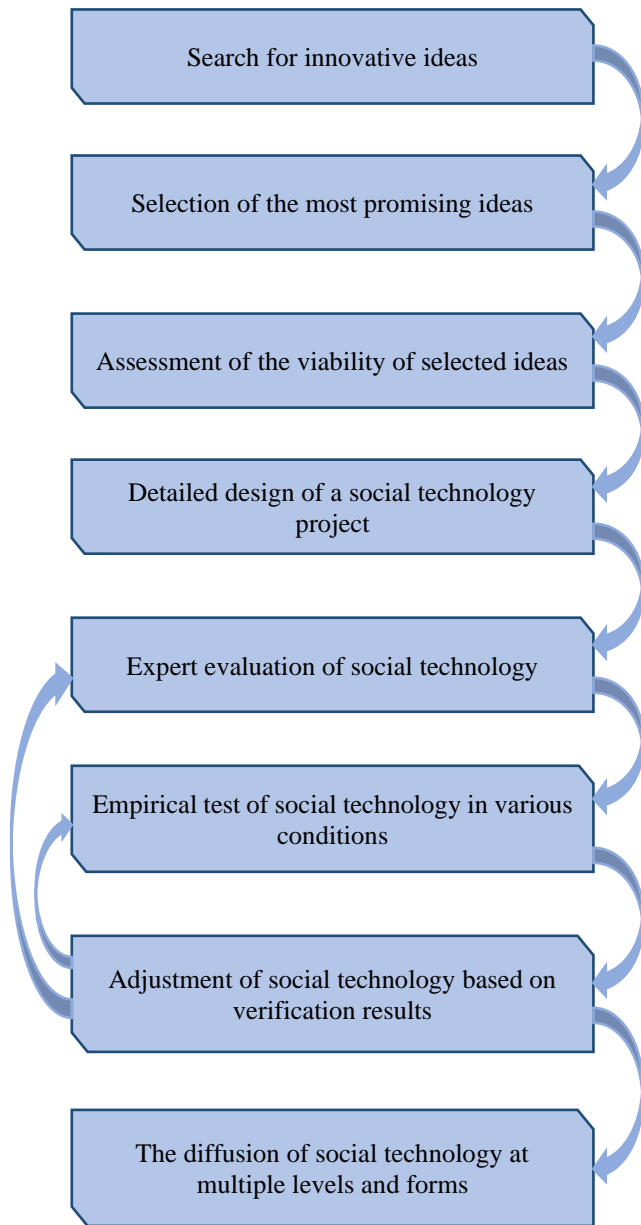 Search for innovative ideas
Selection of the most promising ideas
Assessment of the viability of selected ideas
Detailed design of a social technology
project
Expert evaluation of social technology
Empirical test of social technology in various
conditions
Adjustment of social technology based on
verification results
The diffusion of social technology at
multiple levels and forms